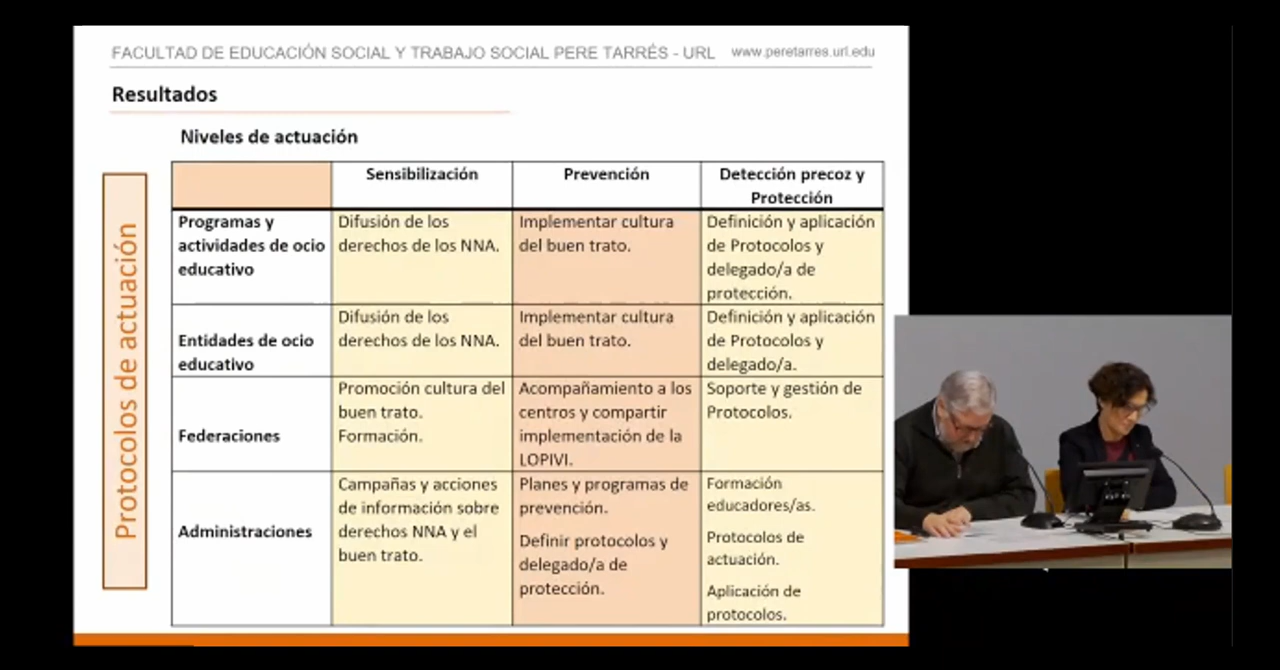 FACULTAD DE EDUCACIÓN SOCIAL Y TRABAJO SOCIAL PERE TARRÉS - URL www.peretarres.url.edu
Resultados
Niveles de actuación
Protocolos de actuación
Sensibilización
Prevención
Detección precoz y
Protección
Programas y
actividades de ocio
educativo
Difusión de los
derechos de los NNA.
Implementar cultura
del buen trato.
Definición y aplicación
de Protocolos y
delegado/a de
protección.
Entidades de ocio
educativo
Difusión de los
derechos de los NNA.
Implementar cultura
del buen trato.
Definición y aplicación
de Protocolos y
delegado/a.
Federaciones
Promoción cultura del
buen trato.
Formación.
Acompañamiento a los
centros y compartir
implementación de la
LOPIVI.
Soporte y gestión de
Protocolos.
Administraciones
Campañas y acciones
de información sobre
derechos NNA y el
buen trato.
Planes y programas de
prevención.
Definir protocolos y
delegado/a de
protección.
Formación
educadores/as.
Protocolos de
actuación.
Aplicación de
protocolos.